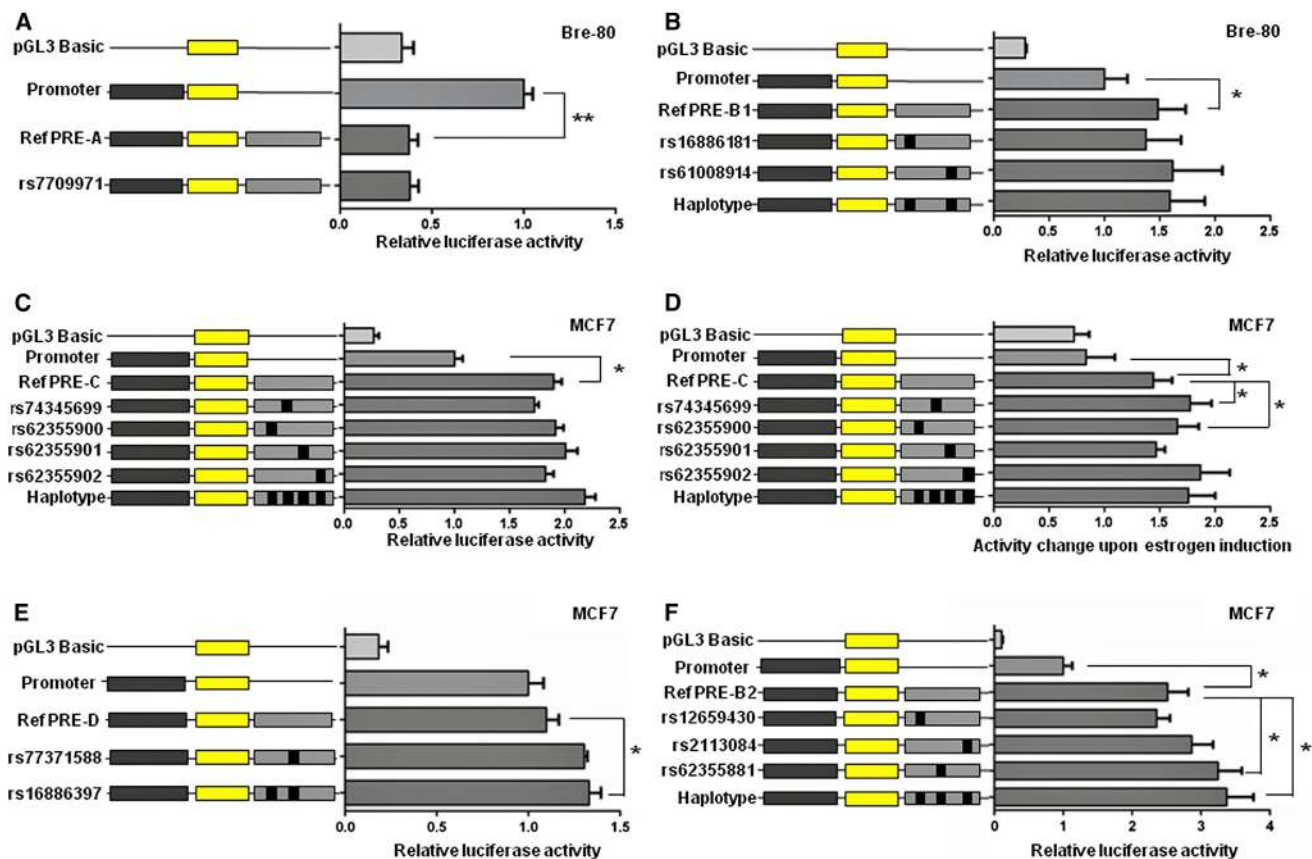 A
Bre-80
pGL3 Basic
Promoter
Ref PRE-A
rs7709971
**
0.0 0.5 1.0 1.5
Relative luciferase activity
B
Bre-80
pGL3 Basic
Promoter
Ref PRE-B1
rs16886181
rs61008914
Haplotype
*
0.0 0.5 1.0 1.5 2.0 2.5
Relative luciferase activity
C
MCF7
pGL3 Basic
Promoter
Ref PRE-C
rs74345699
rs62355900
rs62355901
rs62355902
Haplotype
*
0.0 0.5 1.0 1.5 2.0 2.5
Relative luciferase activity
D
MCF7
pGL3 Basic
Promoter
Ref PRE-C
rs74345699
rs62355900
rs62355901
rs62355902
Haplotype
*
*
*
0.0 0.5 1.0 1.5 2.0 2.5
Activity change upon estrogen induction
E
MCF7
pGL3 Basic
Promoter
Ref PRE-D
rs77371588
rs16886397
*
0.0 0.5 1.0 1.5
Relative luciferase activity
F
MCF7
pGL3 Basic
Promoter
Ref PRE-B2
rs12659430
rs2113084
rs62355881
Haplotype
*
*
*
0 1 2 3 4
Relative luciferase activity